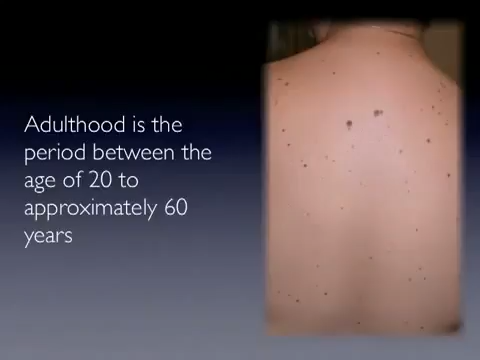 Adulthood is the
period between the
age of 20 to
approximately 60
years